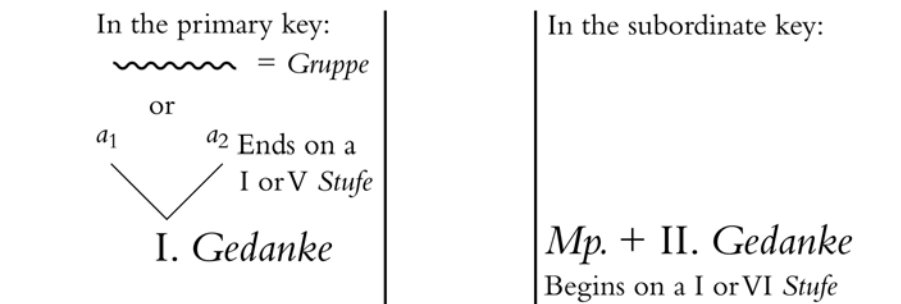 In the primary key:
= Gruppe
or
a1 a2 Ends on a
I or V Stufe
I. Gedanke
In the subordinate key:
Mp. + II. Gedanke
Begins on a I or VI Stufe